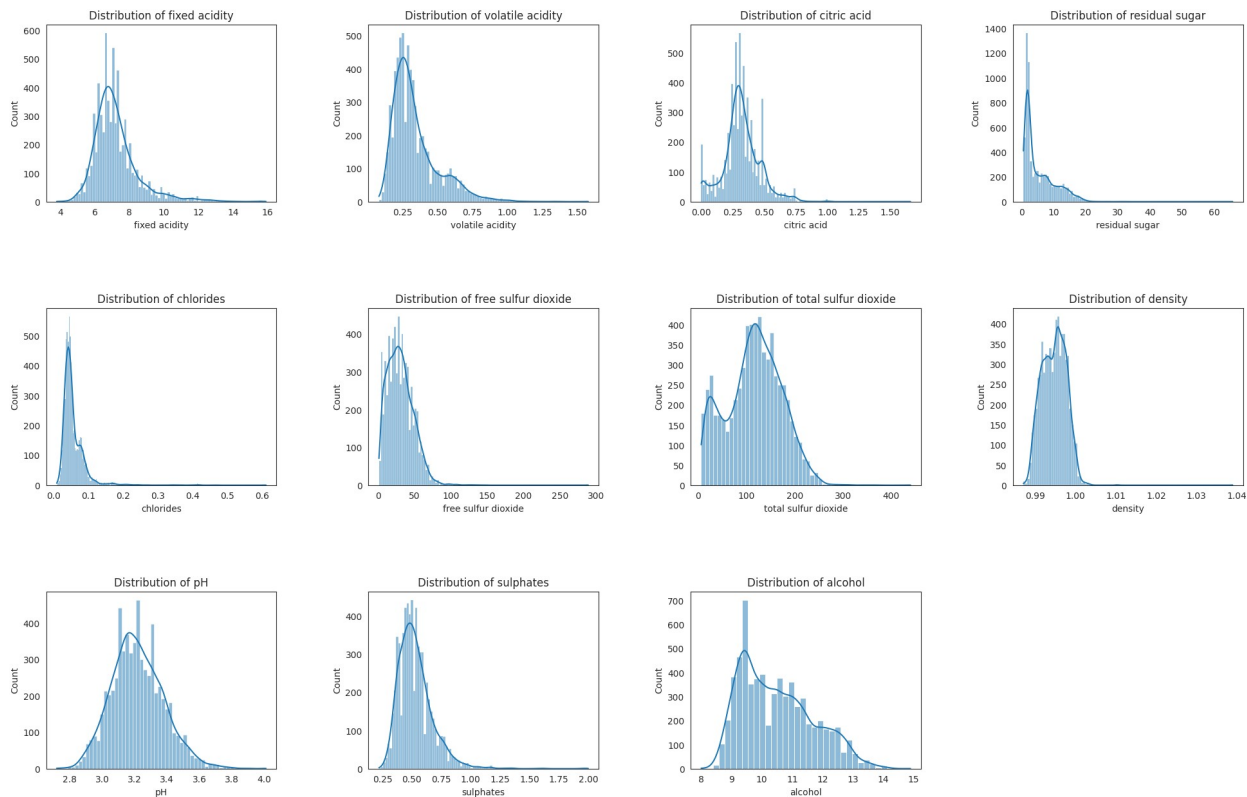 Distribution of fixed acidity
Count
600
500
400
300
200
100
0
4 6 8 10 12 14 16
fixed acidity
Distribution of volatile acidity
Count
500
400
300
200
100
0
0.25 0.50 0.75 1.00 1.25 1.50
volatile acidity
Distribution of citric acid
Count
500
400
300
200
100
0
0.00 0.25 0.50 0.75 1.00 1.25 1.50
citric acid
Distribution of residual sugar
Count
1400
1200
1000
800
600
400
200
0
0 10 20 30 40 50 60
residual sugar
Distribution of chlorides
Count
500
400
300
200
100
0
0.0 0.1 0.2 0.3 0.4 0.5 0.6
chlorides
Distribution of free sulfur dioxide
Count
400
300
200
100
0
0 50 100 150 200 250 300
free sulfur dioxide
Distribution of total sulfur dioxide
Count
400
350
300
250
200
150
100
50
0
0 100 200 300 400
total sulfur dioxide
Distribution of density
Count
400
350
300
250
200
150
100
50
0
0.99 1.00 1.01 1.02 1.03 1.04
density
Distribution of pH
Count
400
300
200
100
0
2.8 3.0 3.2 3.4 3.6 3.8 4.0
pH
Distribution of sulphates
Count
400
300
200
100
0
0.25 0.50 0.75 1.00 1.25 1.50 1.75 2.00
sulphates
Distribution of alcohol
Count
700
600
500
400
300
200
100
0
8 9 10 11 12 13 14 15
alcohol